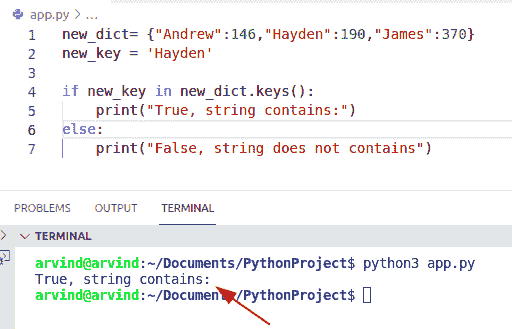 app.py > ...
1 new_dict= {"Andrew":146,"Hayden":190,"James":370}
2 new_key = 'Hayden'
3
4 if new_key in new_dict.keys():
5     print("True, string contains:")
6 else:
7     print("False, string does not contains")
PROBLEMS OUTPUT TERMINAL
TERMINAL
arvind@arvind:~/Documents/PythonProject$ python3 app.py
True, string contains:
arvind@arvind:~/Documents/PythonProject$